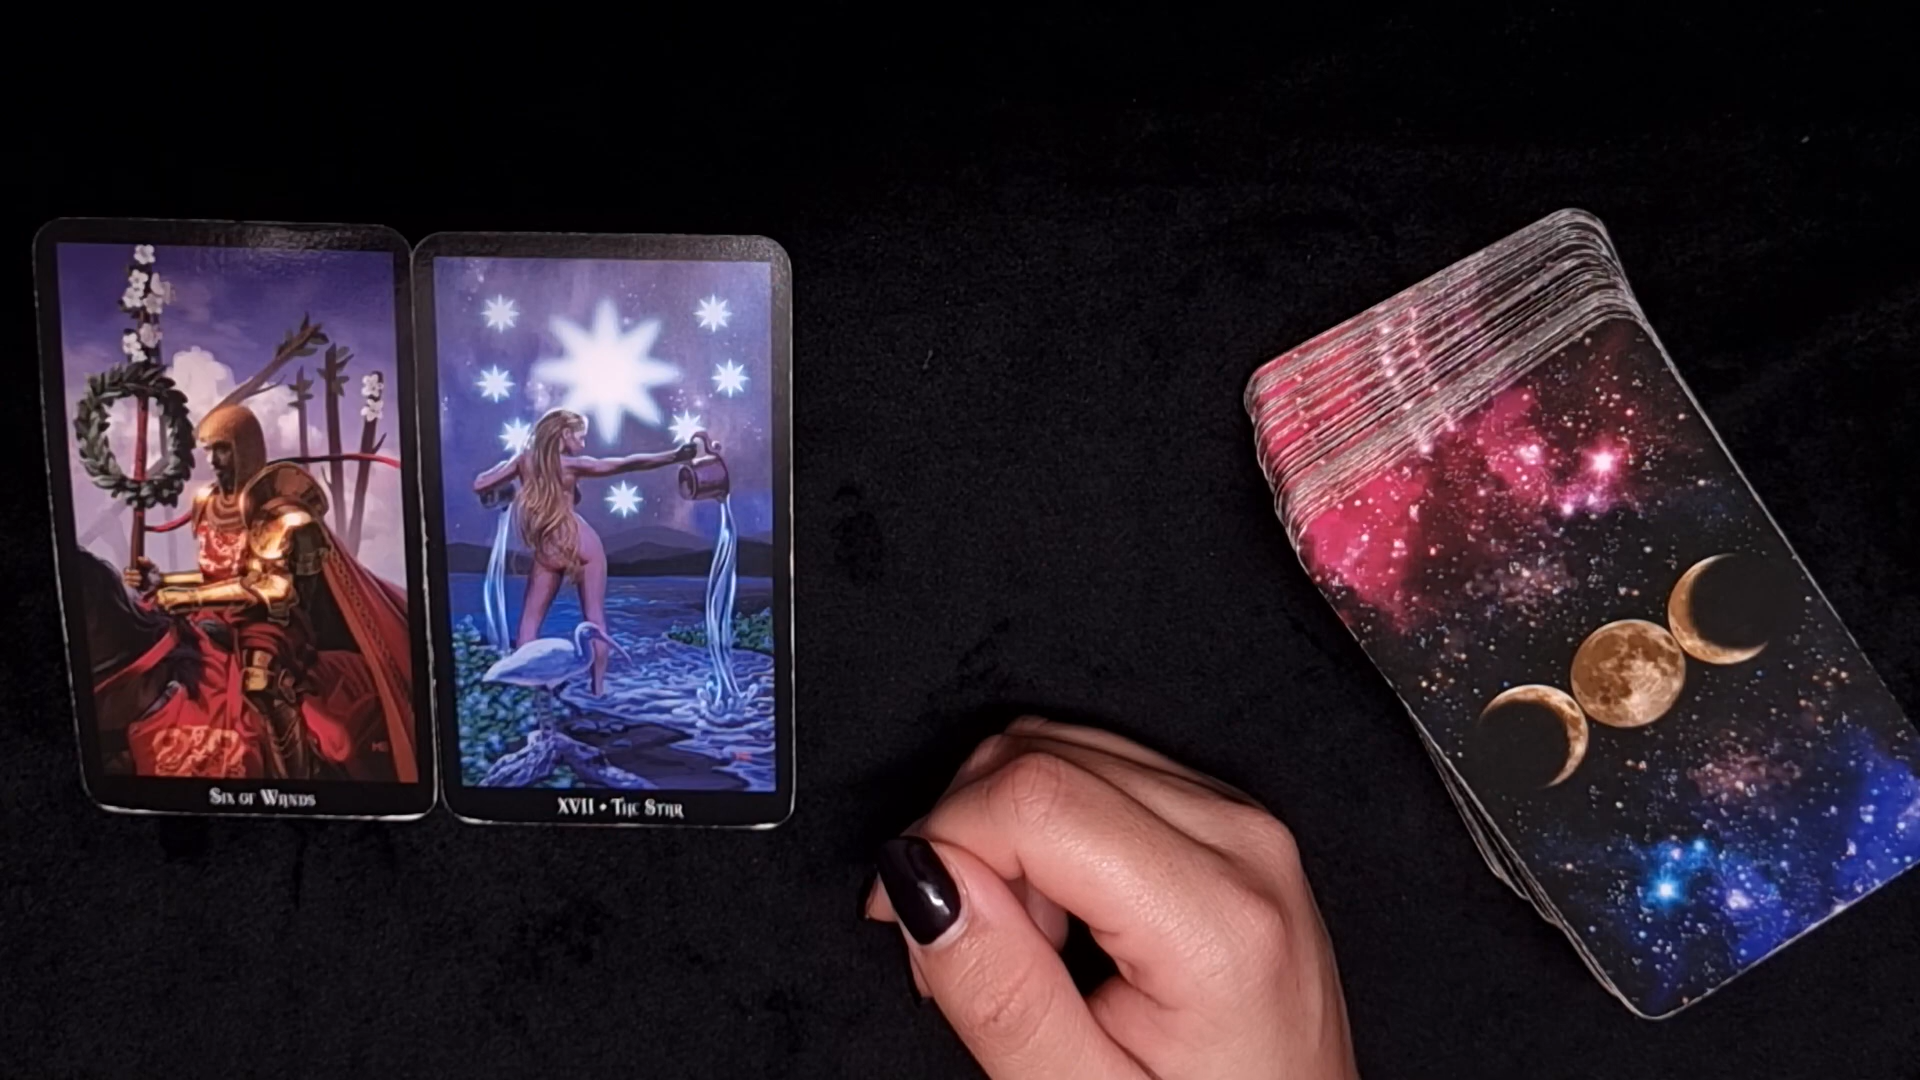 Six of Wands
XVII • The Star